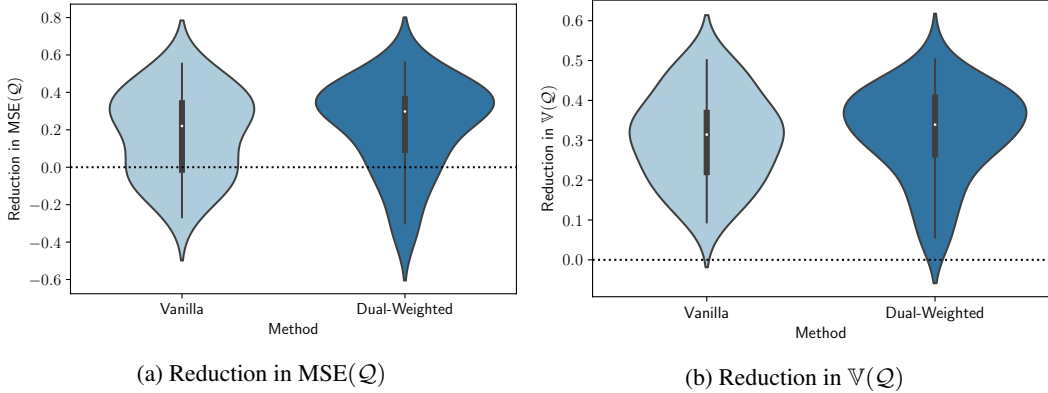 Reduction in MSE(𝒬)
0.8
0.6
0.4
0.2
0.0
−0.2
−0.4
−0.6
Vanilla
Dual-Weighted
Method
(a) Reduction in MSE(𝒬)
Reduction in 𝕍(𝒬)
0.6
0.5
0.4
0.3
0.2
0.1
0.0
Vanilla
Dual-Weighted
Method
(b) Reduction in 𝕍(𝒬)